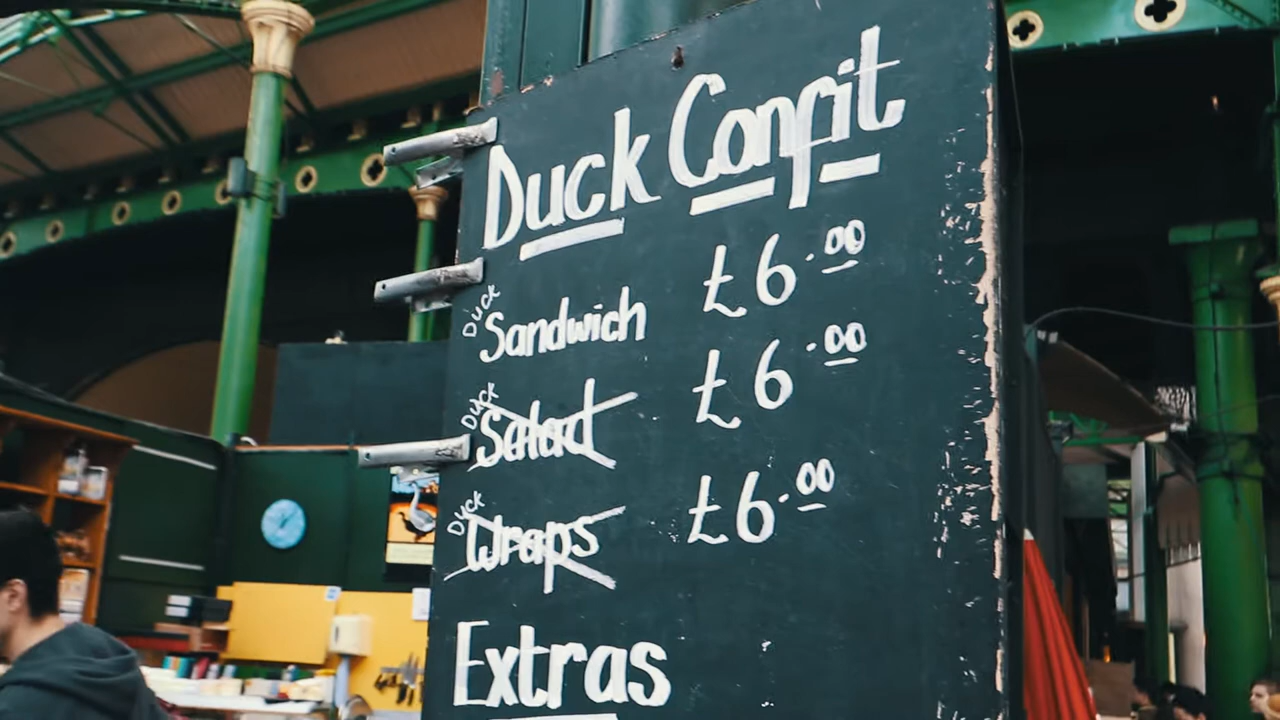 Duck Confit
Duck Sandwich £6.00
Duck Salad £6.00
Duck Wraps £6.00
Extras